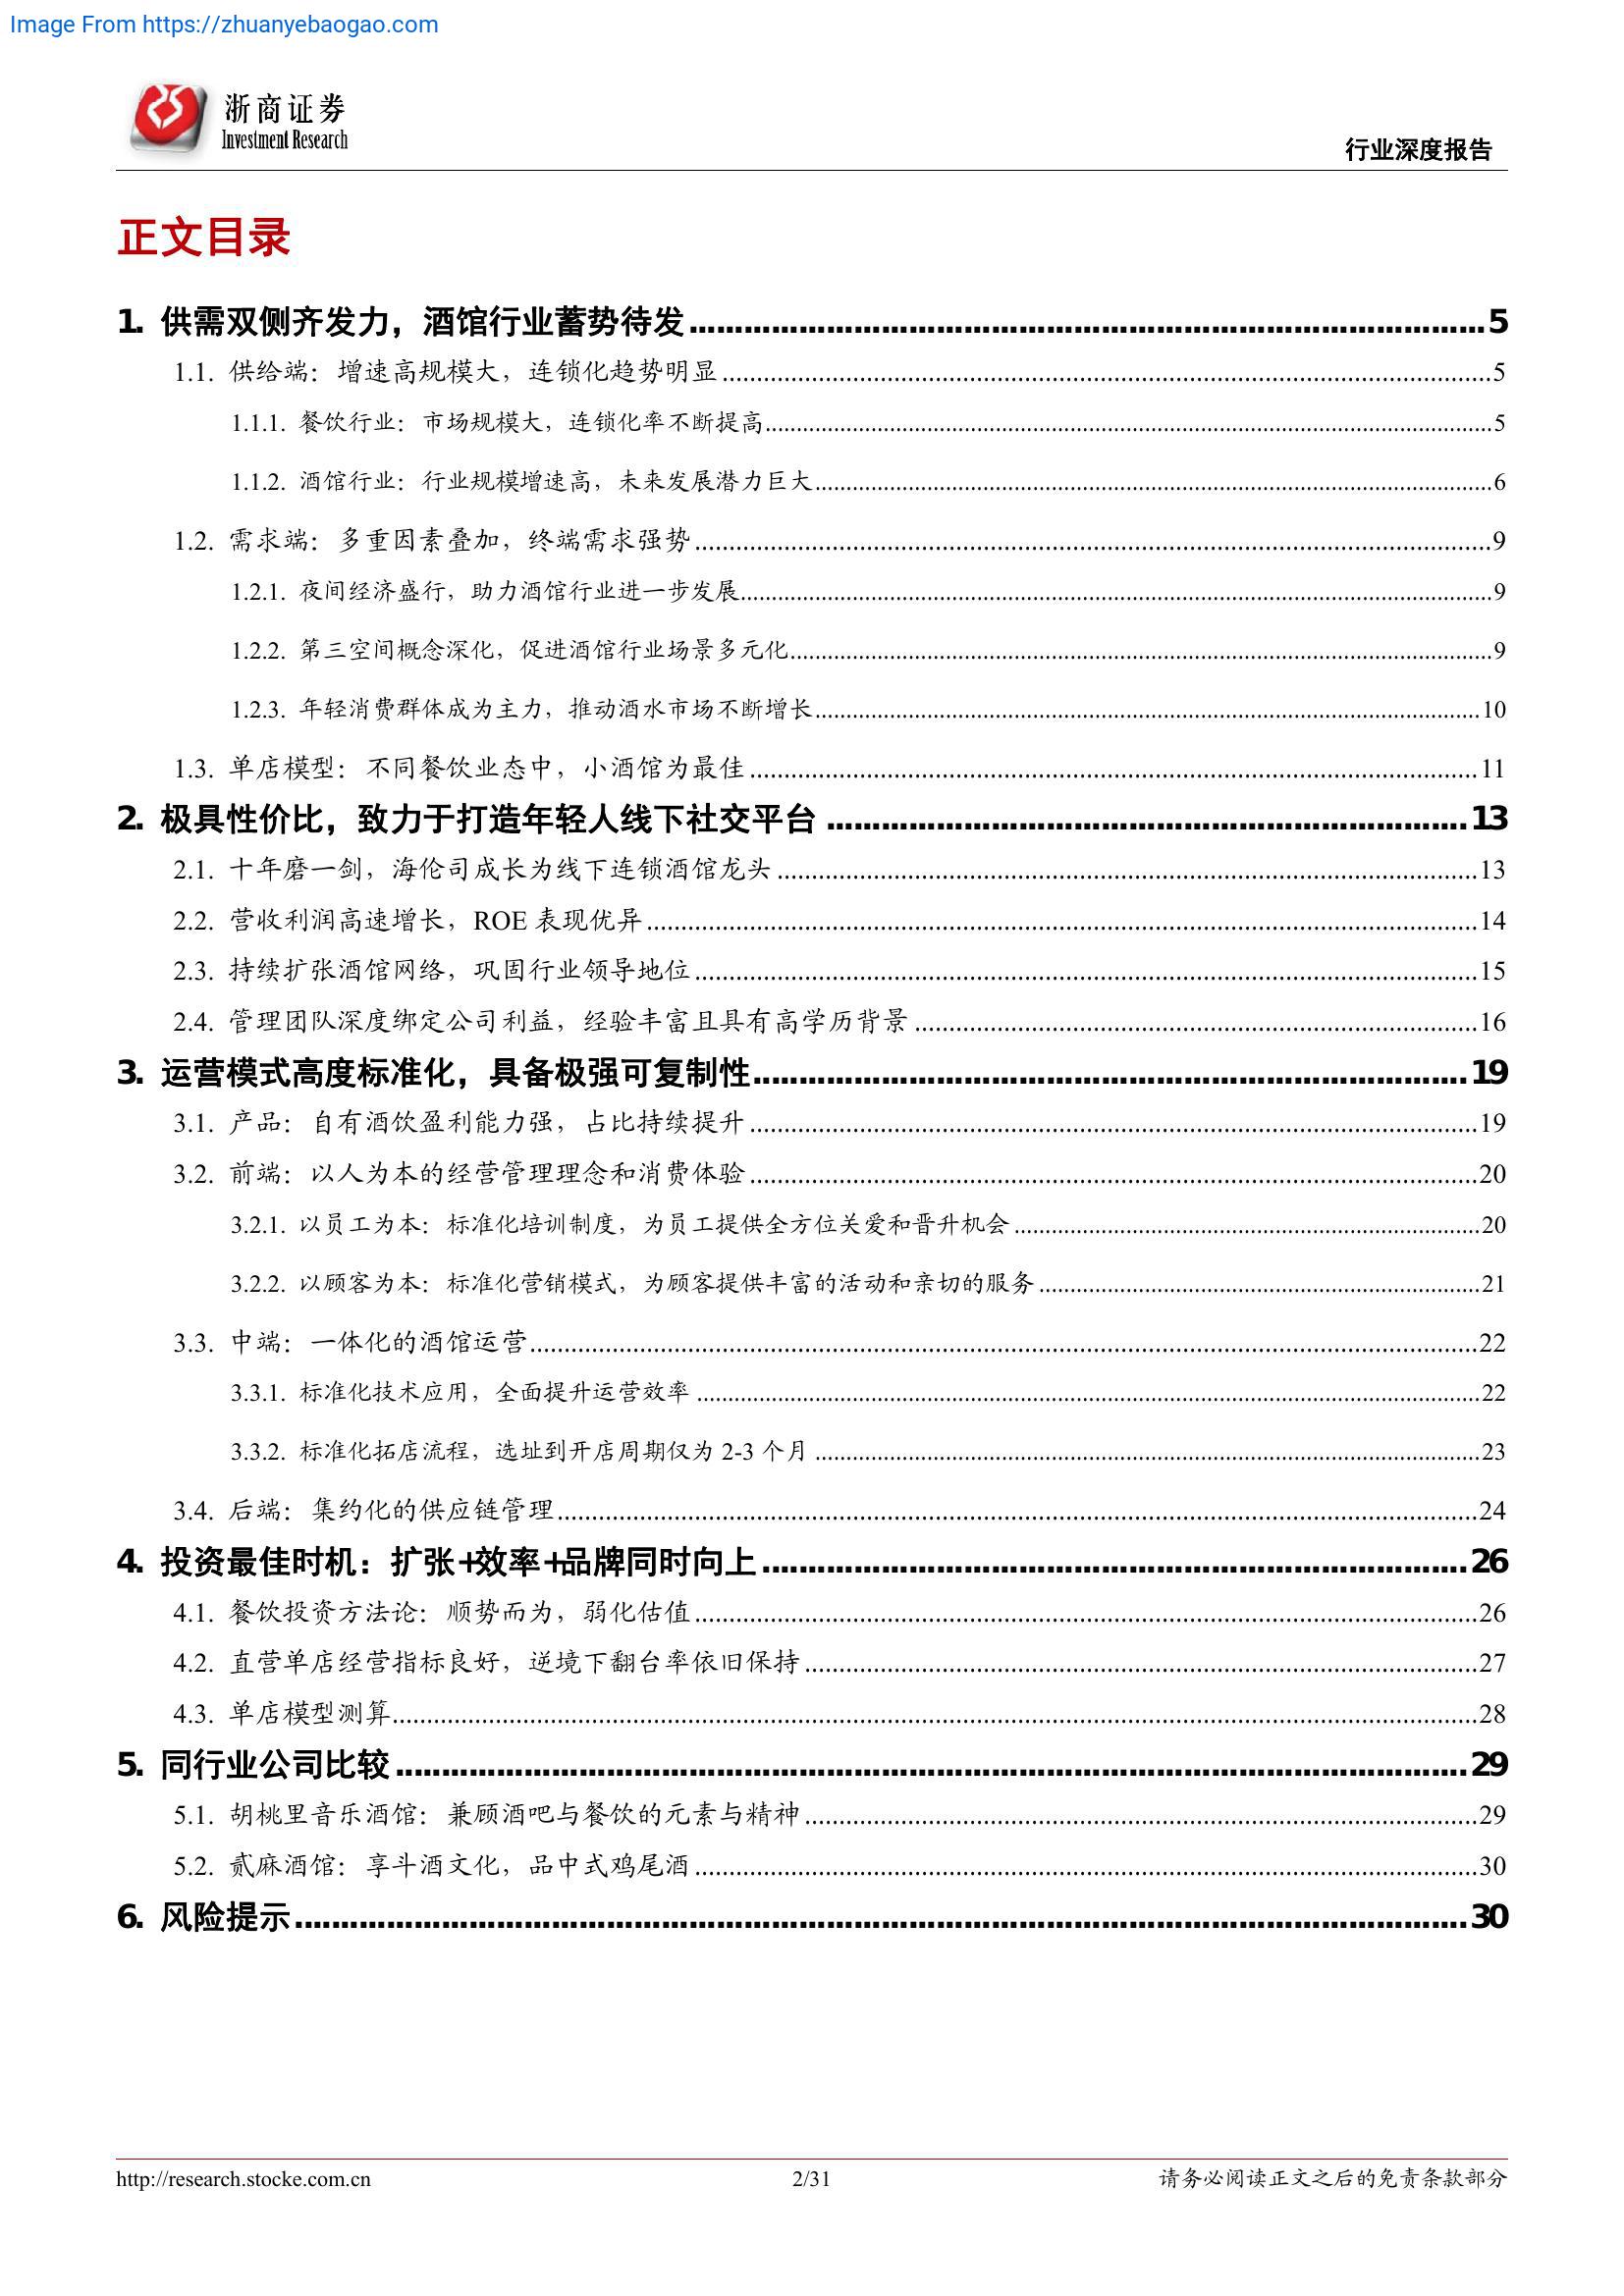 Image From https://zhuanyebaogao.com
浙商证券
Investment Research
行业深度报告
正文目录
1. 供需双侧齐发力，酒馆行业蓄势待发 5
1.1. 供给端：增速高规模大，连锁化趋势明显 5
1.1.1. 餐饮行业：市场规模大，连锁化率不断提高 5
1.1.2. 酒馆行业：行业规模增速高，未来发展潜力巨大 6
1.2. 需求端：多重因素叠加，终端需求强势 9
1.2.1. 夜间经济盛行，助力酒馆行业进一步发展 9
1.2.2. 第三空间概念深化，促进酒馆行业场景多元化 9
1.2.3. 年轻消费群体成为主力，推动酒水市场不断增长 10
1.3. 单店模型：不同餐饮业态中，小酒馆为最佳 11
2. 极具性价比，致力于打造年轻人线下社交平台 13
2.1. 十年磨一剑，海伦司成长为线下连锁酒馆龙头 13
2.2. 营收利润高速增长，ROE 表现优异 14
2.3. 持续扩张酒馆网络，巩固行业领导地位 15
2.4. 管理团队深度绑定公司利益，经验丰富且具有高学历背景 16
3. 运营模式高度标准化，具备极强可复制性 19
3.1. 产品：自有酒饮盈利能力强，占比持续提升 19
3.2. 前端：以人为本的经营管理理念和消费体验 20
3.2.1. 以员工为本：标准化培训制度，为员工提供全方位关爱和晋升机会 20
3.2.2. 以顾客为本：标准化营销模式，为顾客提供丰富的活动和亲切的服务 21
3.3. 中端：一体化的酒馆运营 22
3.3.1. 标准化技术应用，全面提升运营效率 22
3.3.2. 标准化拓店流程，选址到开店周期仅为 2-3 个月 23
3.4. 后端：集约化的供应链管理 24
4. 投资最佳时机：扩张+效率+品牌同时向上 26
4.1. 餐饮投资方法论：顺势而为，弱化估值 26
4.2. 直营单店经营指标良好，逆境下翻台率依旧保持 27
4.3. 单店模型测算 28
5. 同行业公司比较 29
5.1. 胡桃里音乐酒馆：兼顾酒吧与餐饮的元素与精神 29
5.2. 贰麻酒馆：享斗酒文化，品中式鸡尾酒 30
6. 风险提示 30
http://research.stocke.com.cn
2/31
请务必阅读正文之后的免责条款部分